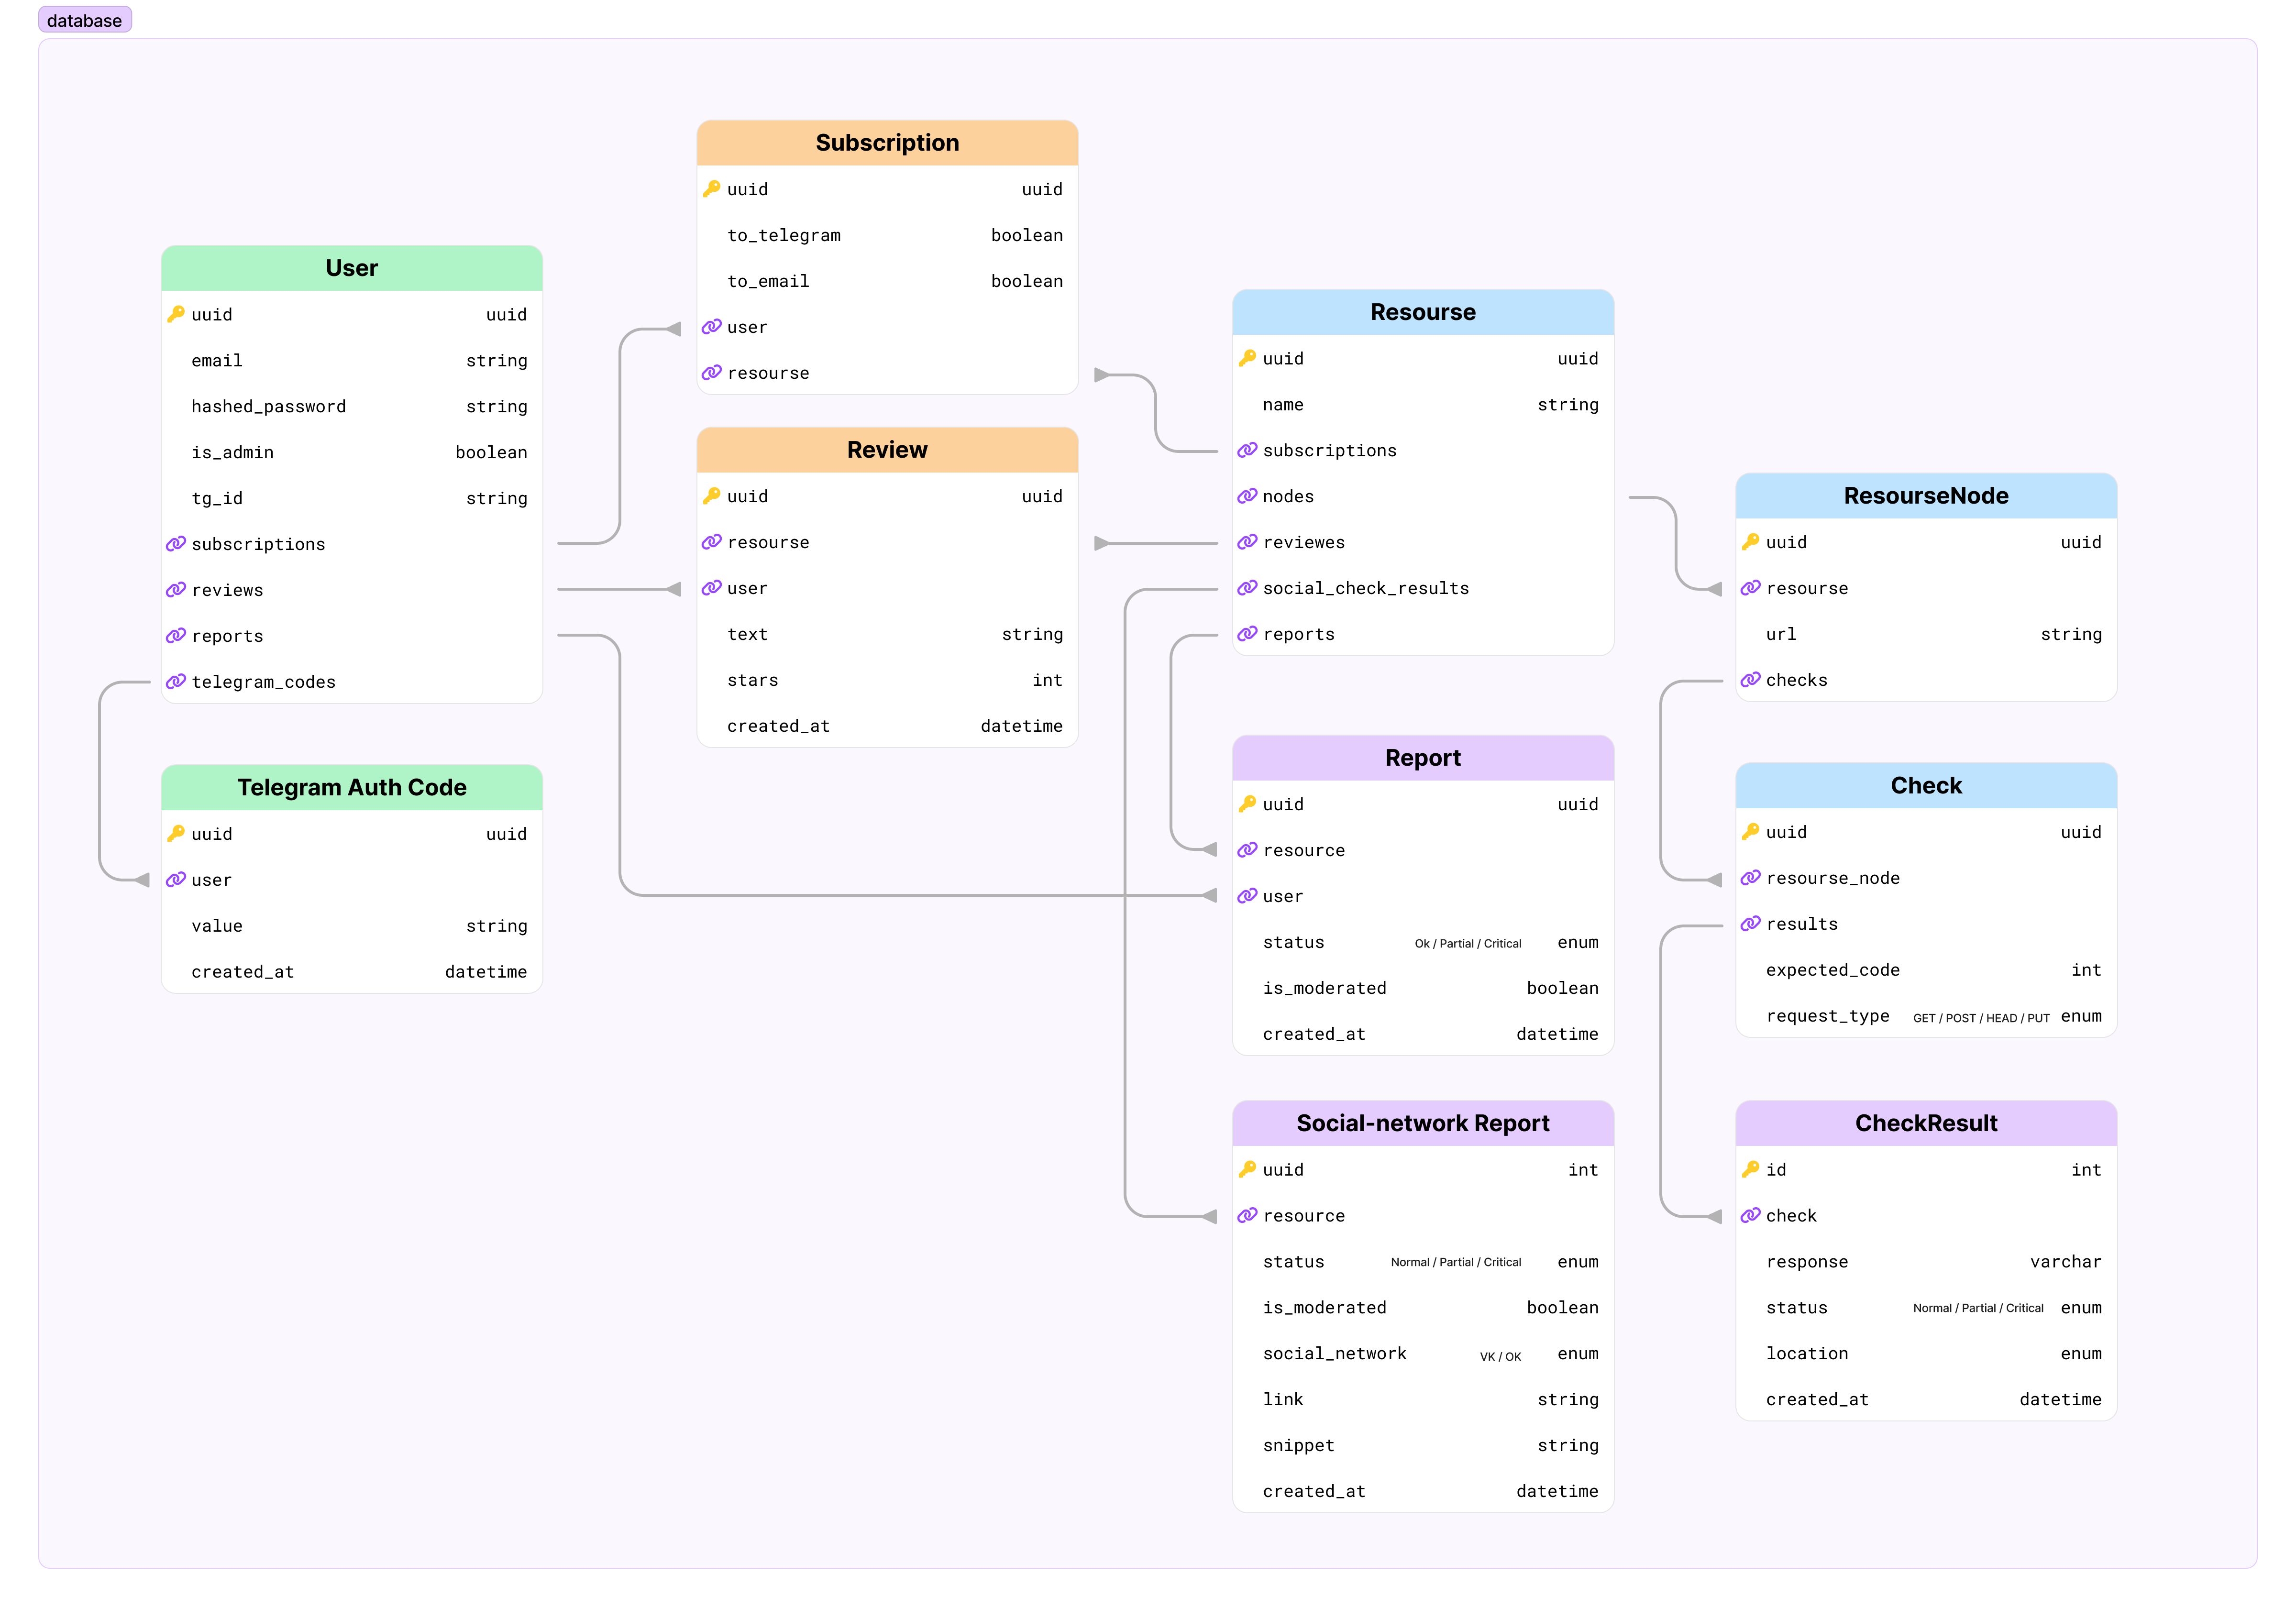 database
User
uuid uuid
email string
hashed_password string
is_admin boolean
tg_id string
subscriptions
reviews
reports
telegram_codes
Telegram Auth Code
uuid uuid
user
value string
created_at datetime
Subscription
uuid uuid
to_telegram boolean
to_email boolean
user
resourse
Review
uuid uuid
resourse
user
text string
stars int
created_at datetime
Resourse
uuid uuid
name string
subscriptions
nodes
reviewes
social_check_results
reports
Report
uuid uuid
resource
user
status Ok / Partial / Critical enum
is_moderated boolean
created_at datetime
Social-network Report
uuid int
resource
status Normal / Partial / Critical enum
is_moderated boolean
social_network VK / OK enum
link string
snippet string
created_at datetime
ResourseNode
uuid uuid
resourse
url string
checks
Check
uuid uuid
resourse_node
results
expected_code int
request_type GET / POST / HEAD / PUT enum
CheckResult
id int
check
response varchar
status Normal / Partial / Critical enum
location enum
created_at datetime